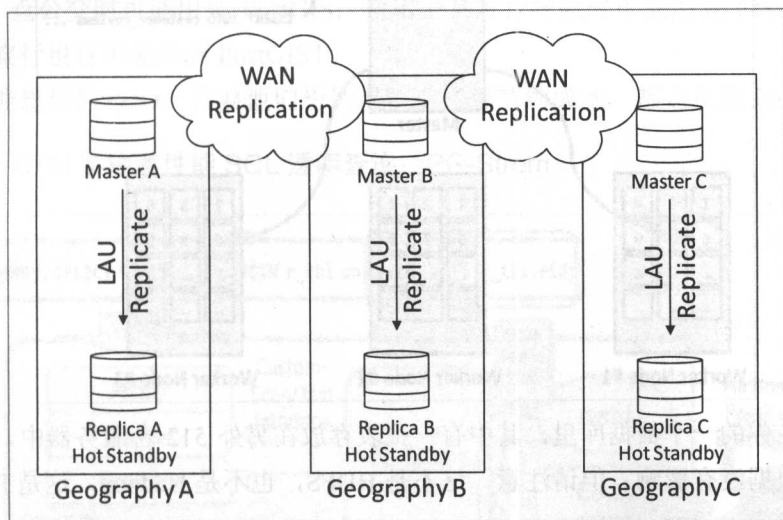 WAN
Replication
WAN
Replication
Master A
Master B
Master C
LAU
Replicate
LAU
Replicate
LAU
Replicate
Replica A
Hot Standby
Replica B
Hot Standby
Replica C
Hot Standby
Geography A
Geography B
Geography C